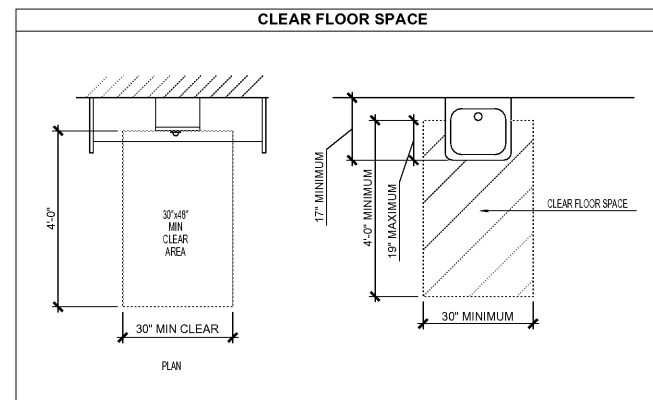 CLEAR FLOOR SPACE
4'-0"
30"x48"
MIN
CLEAR
AREA
30" MIN CLEAR
PLAN
17" MINIMUM
4'-0" MINIMUM
19" MAXIMUM
CLEAR FLOOR SPACE
30" MINIMUM